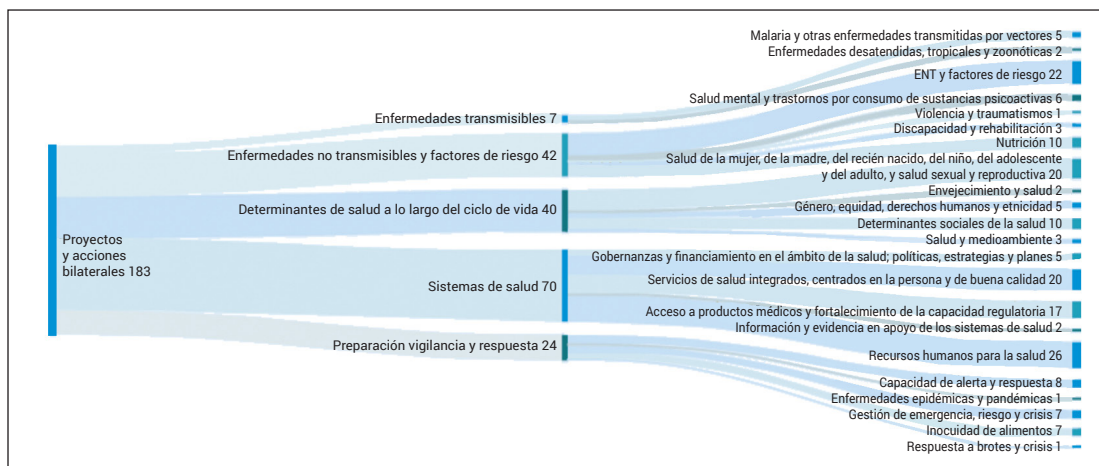 Malaria y otras enfermedades transmitidas por vectores 5
Enfermedades desatendidas, tropicales y zoonóticas 2
ENT y factores de riesgo 22
Salud mental y trastornos por consumo de sustancias psicoactivas 6
Violencia y traumatismos 1
Enfermedades transmisibles 7
Discapacidad y rehabilitación 3
Nutrición 10
Enfermedades no transmisibles y factores de riesgo 42
Salud de la mujer, de la madre, del recién nacido, del niño, del adolescente
y del adulto, y salud sexual y reproductiva 20
Envejecimiento y salud 2
Determinantes de salud a lo largo del ciclo de vida 40
Género, equidad, derechos humanos y etnicidad 5
Determinantes sociales de la salud 10
Proyectos
y acciones
bilaterales 183
Salud y medioambiente 3
Gobernanzas y financiamiento en el ámbito de la salud; políticas, estrategias y planes 5
Servicios de salud integrados, centrados en la persona y de buena calidad 20
Sistemas de salud 70
Acceso a productos médicos y fortalecimiento de la capacidad regulatoria 17
Información y evidencia en apoyo de los sistemas de salud 2
Preparación vigilancia y respuesta 24
Recursos humanos para la salud 26
Capacidad de alerta y respuesta 8
Enfermedades epidémicas y pandémicas 1
Gestión de emergencia, riesgo y crisis 7
Inocuidad de alimentos 7
Respuesta a brotes y crisis 1